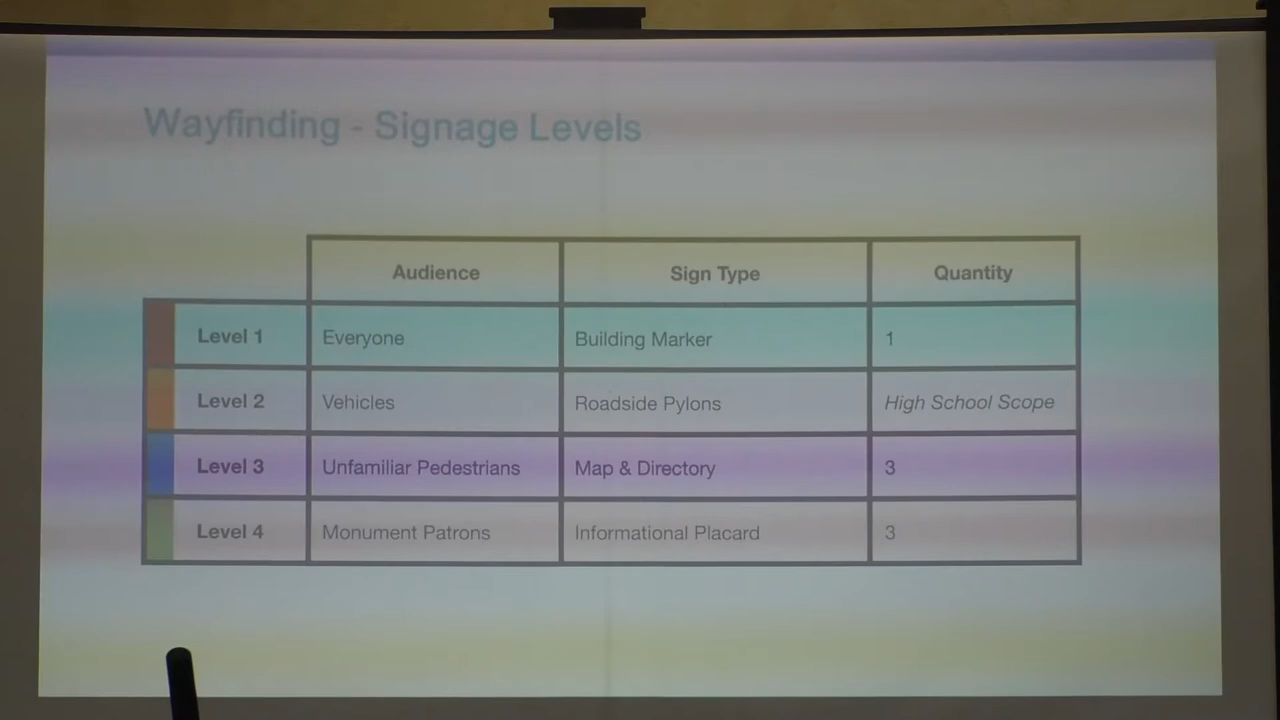 Wayfinding - Signage Levels
Audience Sign Type Quantity
Level 1 Everyone Building Marker 1
Level 2 Vehicles Roadside Pylons High School Scope
Level 3 Unfamiliar Pedestrians Map & Directory 3
Level 4 Monument Patrons Informational Placard 3